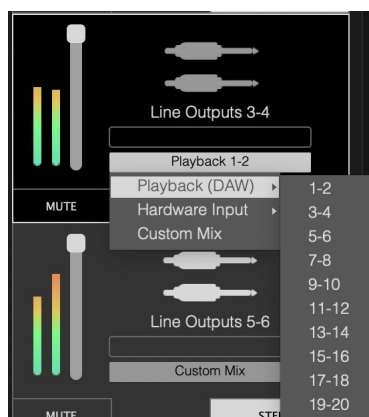 Line Outputs 3-4
Playback 1-2
Playback (DAW)
Hardware Input
Custom Mix
1-2
3-4
5-6
7-8
9-10
11-12
13-14
15-16
17-18
19-20
MUTE
Line Outputs 5-6
Custom Mix
MUTE